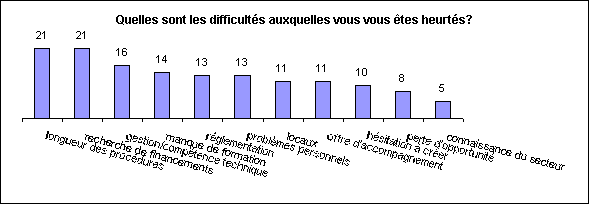 Quelles sont les difficultés auxquelles vous vous êtes heurtés?
21
21
16
14
13
13
11
11
10
8
5
longueur des procédures
recherche de financements
gestion/compétence technique
manque de formation
réglementation
problèmes personnels
locaux
offre d'accompagnement
hésitation à créer
perte d'opportunité
connaissance du secteur